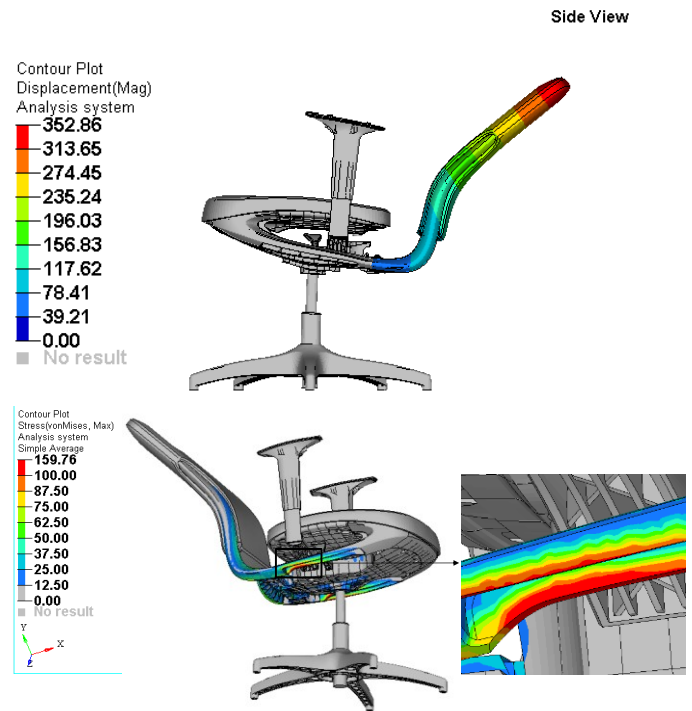 Side View
Contour Plot
Displacement(Mag)
Analysis system
352.86
313.65
274.45
235.24
196.03
156.83
117.62
78.41
39.21
0.00
No result
Contour Plot
Stress(vonMises, Max)
Analysis system
Simple Average
159.76
100.00
87.50
75.00
62.50
50.00
37.50
25.00
12.50
0.00
No result
Y
X
Z